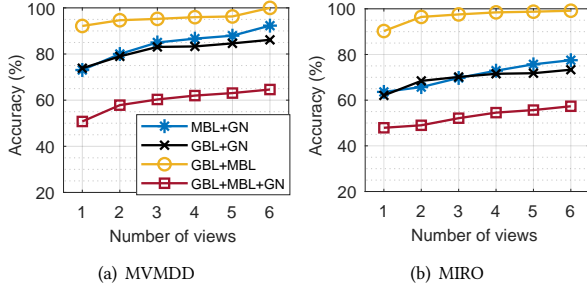 100
80
60
40
20
Accuracy (%)
1 2 3 4 5 6
Number of views
MBL+GN
GBL+GN
GBL+MBL
GBL+MBL+GN
(a) MVMDD
100
80
60
40
20
Accuracy (%)
1 2 3 4 5 6
Number of views
(b) MIRO